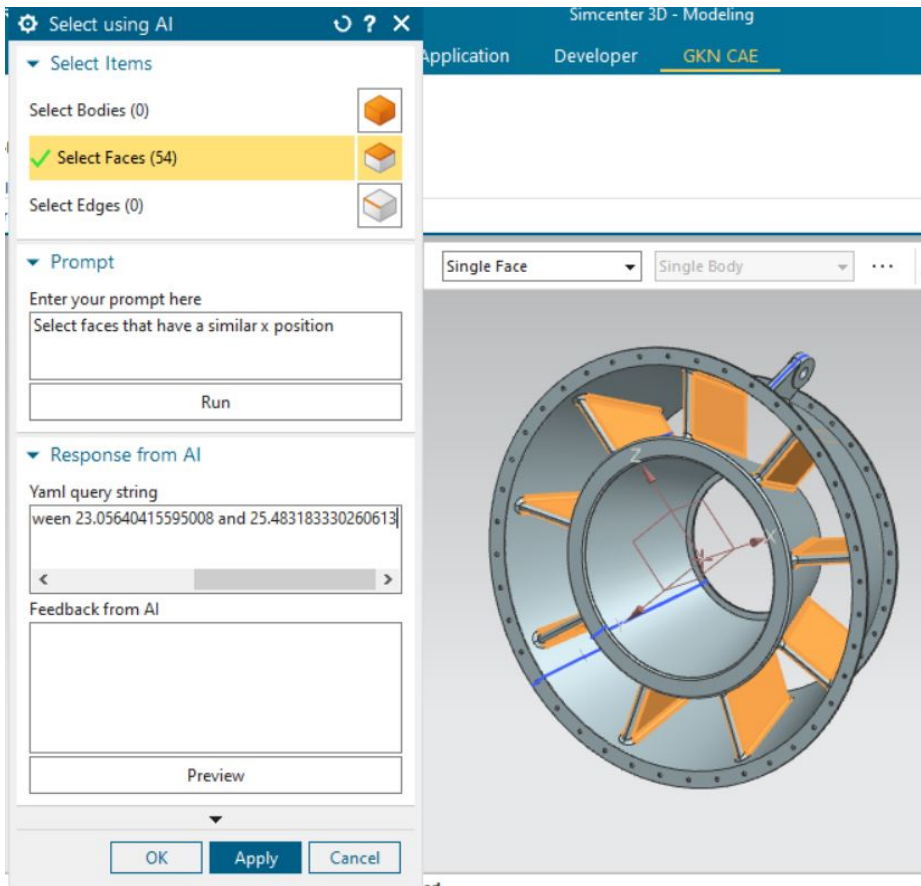 Select using AI
Simcenter 3D - Modeling
Application Developer GKN CAE
Select Items
Select Bodies (0)
Select Faces (54)
Select Edges (0)
Prompt
Enter your prompt here
Select faces that have a similar x position
Run
Response from AI
Yaml query string
ween 23.05640415595008 and 25.483183330260613
Feedback from AI
Preview
OK Apply Cancel
Single Face Single Body
Z
X
Y